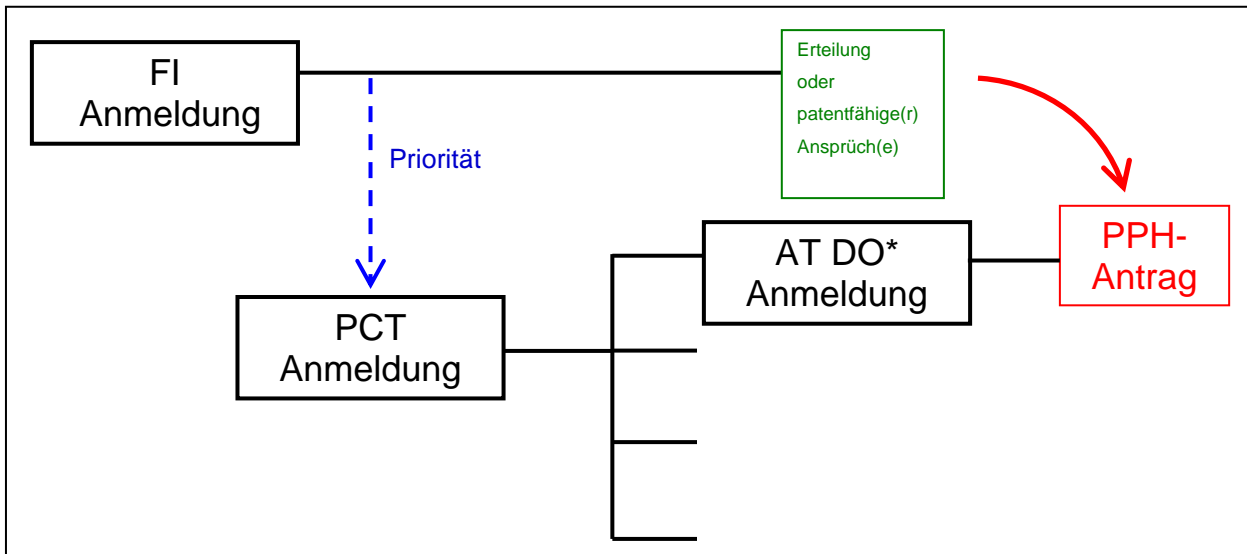 FI
Anmeldung
Erteilung
oder
patentfähige(r)
Ansprüch(e)
Priorität
AT DO*
Anmeldung
PPH-
Antrag
PCT
Anmeldung